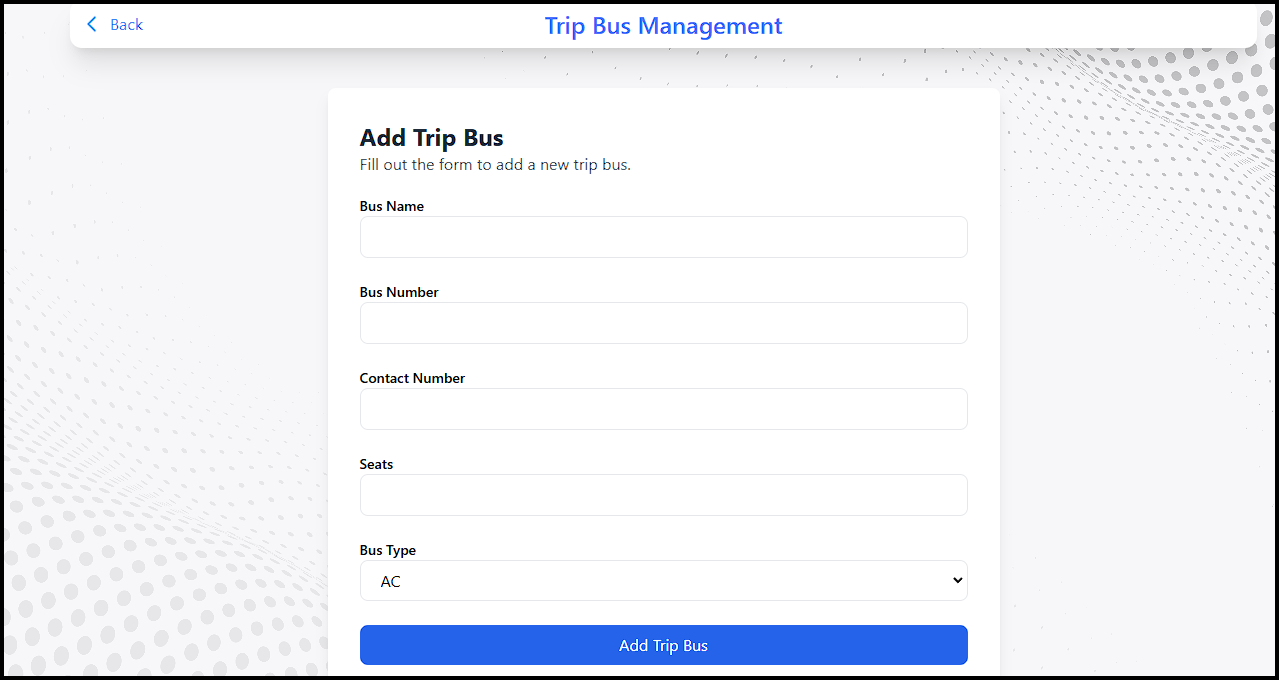 Back
Trip Bus Management
Add Trip Bus
Fill out the form to add a new trip bus.
Bus Name
Bus Number
Contact Number
Seats
Bus Type
AC
Add Trip Bus